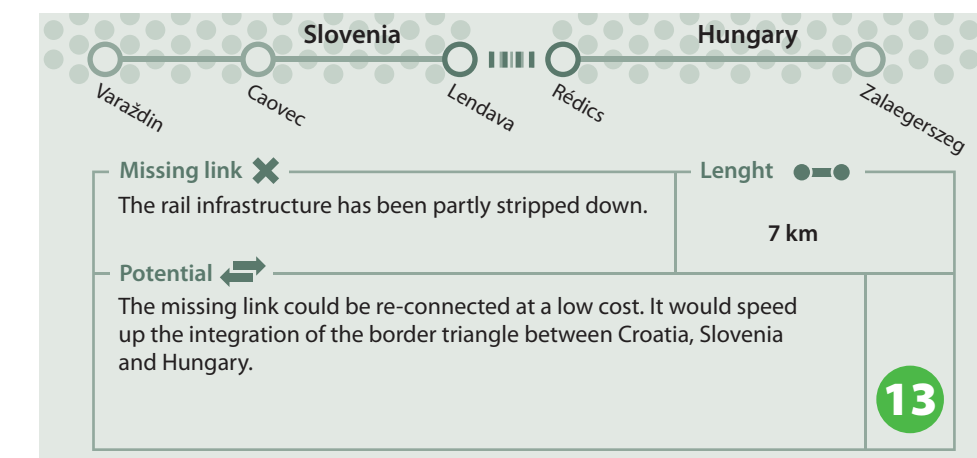 Slovenia
Hungary
Varaždin
Caovec
Lendava
Rédics
Zalaegerszeg
Missing link
Lenght
The rail infrastructure has been partly stripped down.
7 km
Potential
The missing link could be re-connected at a low cost. It would speed
up the integration of the border triangle between Croatia, Slovenia
and Hungary.
13